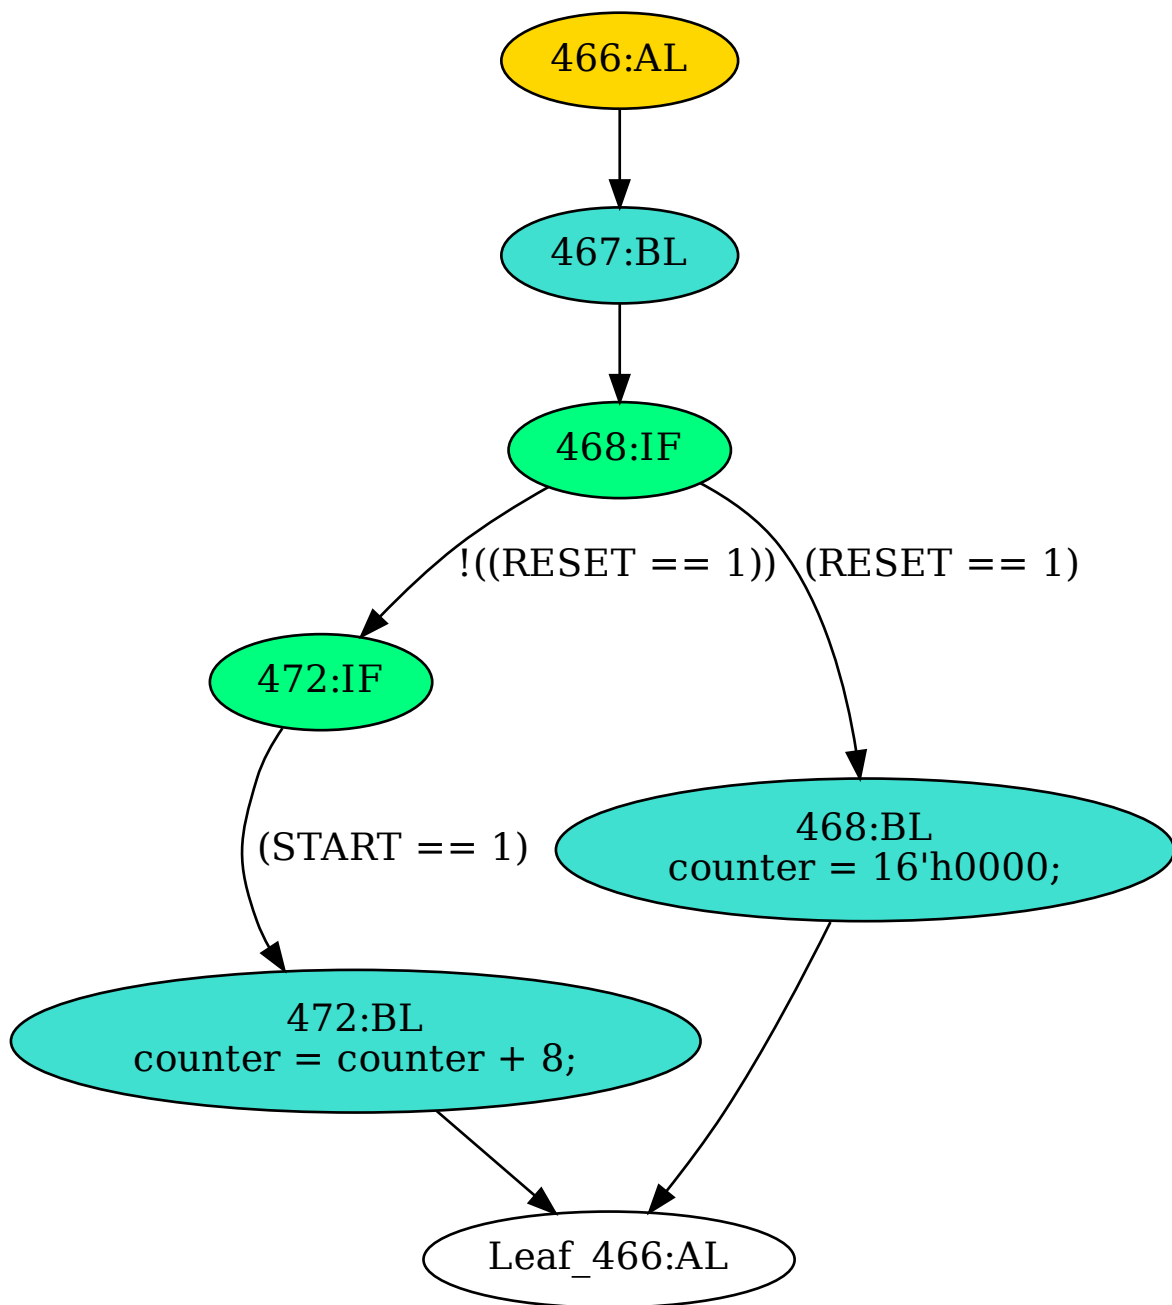 466:AL
467:BL
468:IF
!((RESET == 1))
(RESET == 1)
472:IF
(START == 1)
468:BL
counter = 16'h0000;
472:BL
counter = counter + 8;
Leaf_466:AL